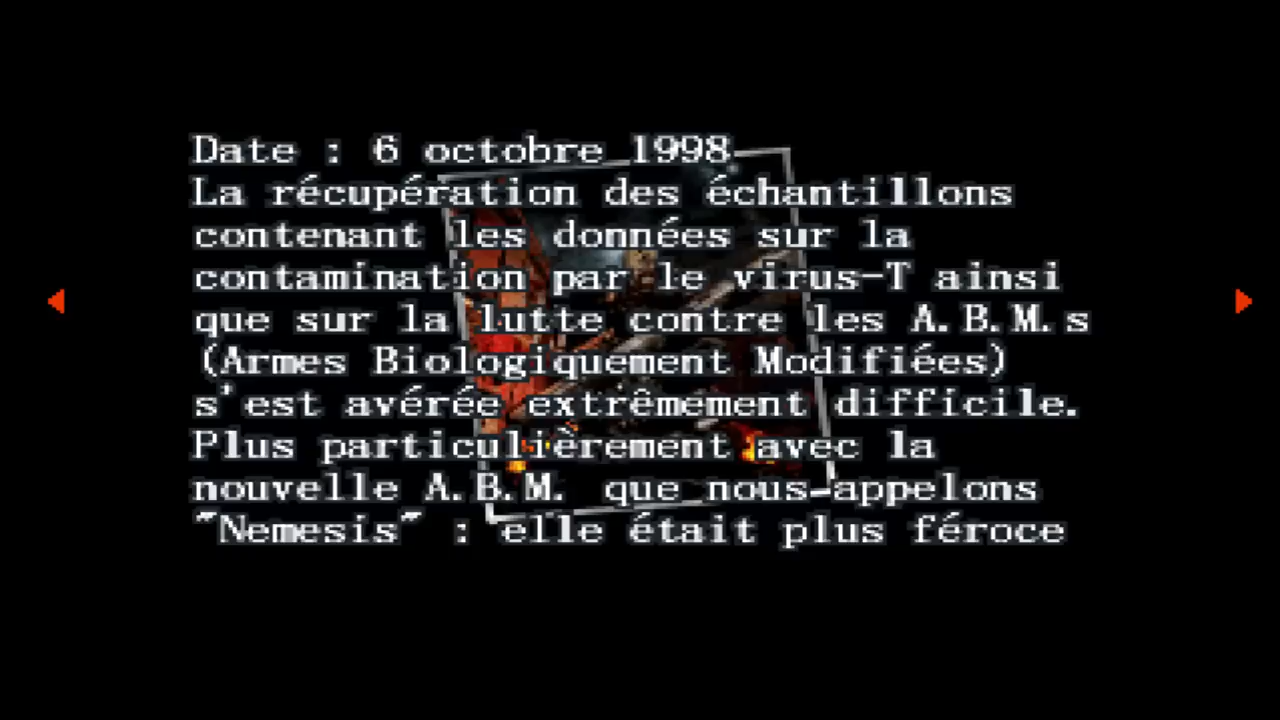 Date : 6 octobre 1998
La récupération des échantillons
contenant les données sur la
contamination par le virus-T ainsi
que sur la lutte contre les A.B.M.s
(Armes Biologiquement Modifiées)
s'est avérée extrêmement difficile.
Plus particulièrement avec la
nouvelle A.B.M. que nous appelons
"Nemesis" : elle était plus féroce